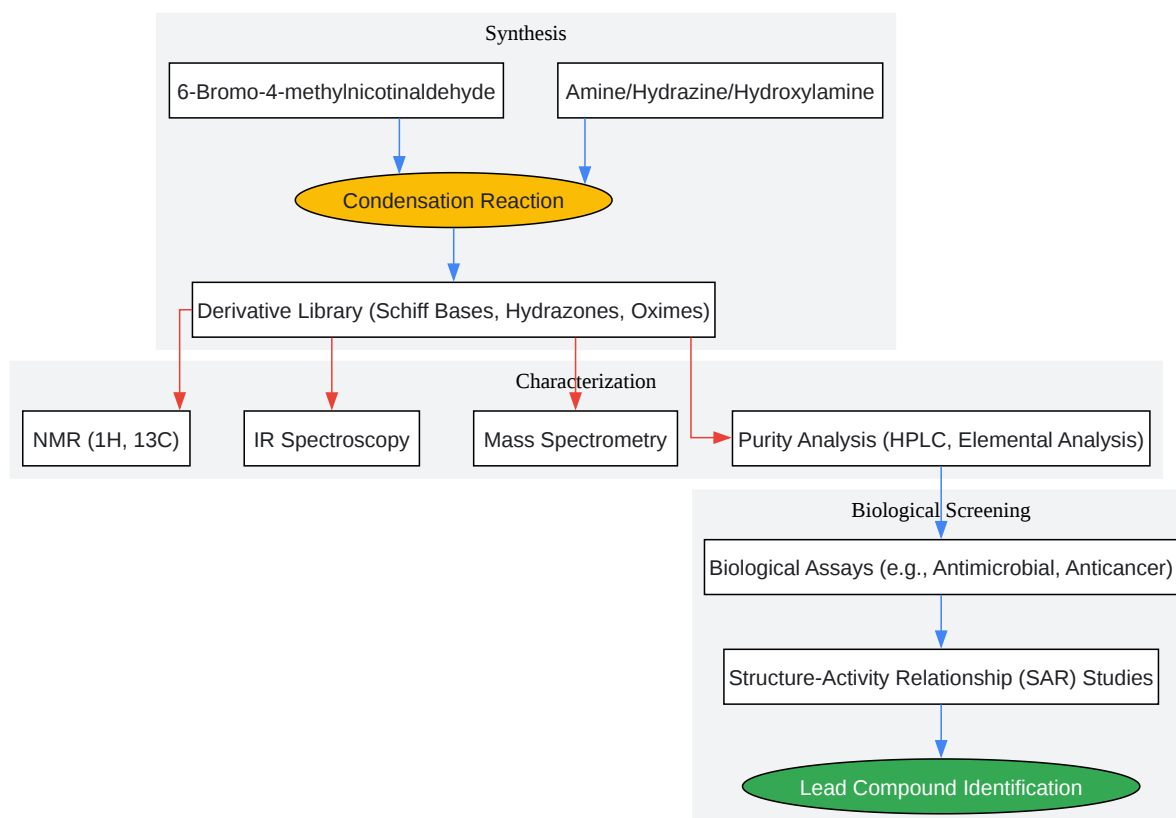 Synthesis
6-Bromo-4-methylnicotinaldehyde
Amine/Hydrazine/Hydroxylamine
Condensation Reaction
Derivative Library (Schiff Bases, Hydrazones, Oximes)
Characterization
NMR (1H, 13C)
IR Spectroscopy
Mass Spectrometry
Purity Analysis (HPLC, Elemental Analysis)
Biological Screening
Biological Assays (e.g., Antimicrobial, Anticancer)
Structure-Activity Relationship (SAR) Studies
Lead Compound Identification